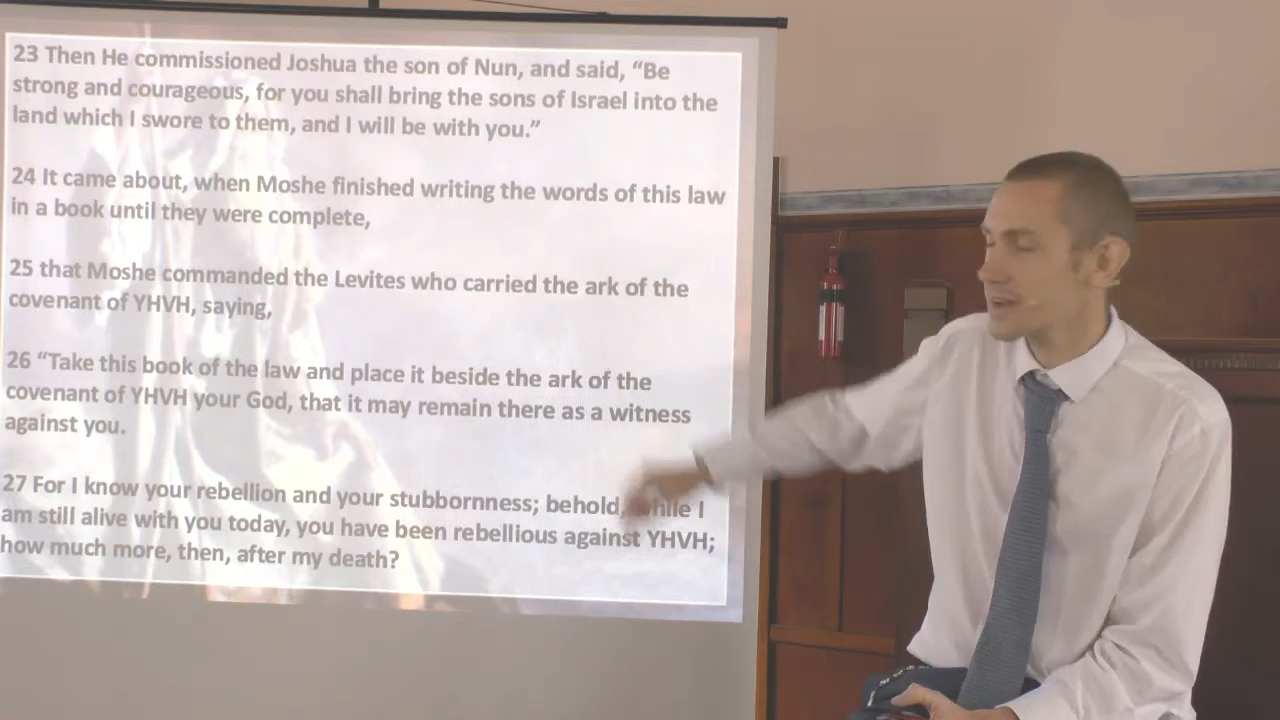 23 Then He commissioned Joshua the son of Nun, and said, “Be
strong and courageous, for you shall bring the sons of Israel into the
land which I swore to them, and I will be with you.”
24 It came about, when Moshe finished writing the words of this law
in a book until they were complete,
25 that Moshe commanded the Levites who carried the ark of the
covenant of YHVH, saying,
26 “Take this book of the law and place it beside the ark of the
covenant of YHVH your God, that it may remain there as a witness
against you.
27 For I know your rebellion and your stubbornness; behold, while I
am still alive with you today, you have been rebellious against YHVH;
how much more, then, after my death?